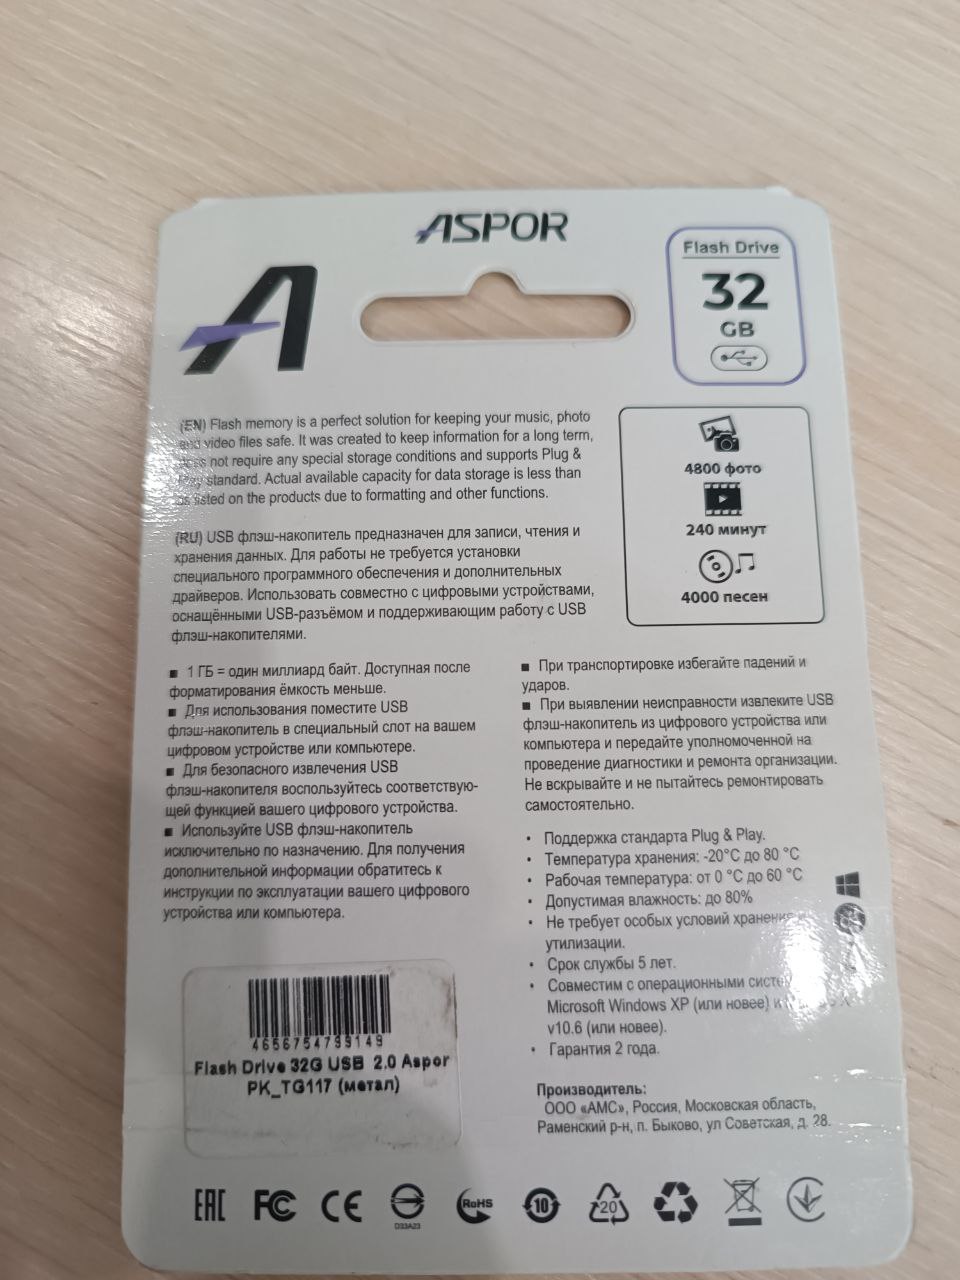 ASPOR
Flash Drive
32
GB
(EN) Flash memory is a perfect solution for keeping your music, photo
and video files safe. It was created to keep information for a long term,
not require any special storage conditions and supports Plug &
standard. Actual available capacity for data storage is less than
as listed on the products due to formatting and other functions.
4800 фото
240 минут
4000 песен
(RU) USB флэш-накопитель предназначен для записи, чтения и
хранения данных. Для работы не требуется установки
специального программного обеспечения и дополнительных
драйверов. Использовать совместно с цифровыми устройствами,
оснащёнными USB-разъёмом и поддерживающим работу с USB
флэш-накопителями.
■ 1 ГБ = один миллиард байт. Доступная после
форматирования ёмкость меньше.
■ Для использования поместите USB
флэш-накопитель в специальный слот на вашем
цифровом устройстве или компьютере.
■ Для безопасного извлечения USB
флэш-накопителя воспользуйтесь соответствую-
щей функцией вашего цифрового устройства.
■ Используйте USB флэш-накопитель
исключительно по назначению. Для получения
дополнительной информации обратитесь к
инструкции по эксплуатации вашего цифрового
устройства или компьютера.
■ При транспортировке избегайте падений и
ударов.
■ При выявлении неисправности извлеките USB
флэш-накопитель из цифрового устройства или
компьютера и передайте уполномоченной на
проведение диагностики и ремонта организации.
Не вскрывайте и не пытайтесь ремонтировать
самостоятельно.
• Поддержка стандарта Plug & Play.
• Температура хранения: -20°C до 80 °C
• Рабочая температура: от 0 °C до 60 °C
• Допустимая влажность: до 80%
• Не требует особых условий хранения
утилизации.
• Срок службы 5 лет.
• Совместим с операционными
Microsoft Windows XP (или новее) и
v10.6 (или новее).
• Гарантия 2 года.
4656754799149
Flash Drive 32G USB 2.0 Aspor
PK_TG117 (метал)
Производитель:
ООО «АМС», Россия, Московская область,
Раменский р-н, п. Быково, ул Советская, д. 28.
EAC FC CE D33A23 RoHS 10 20